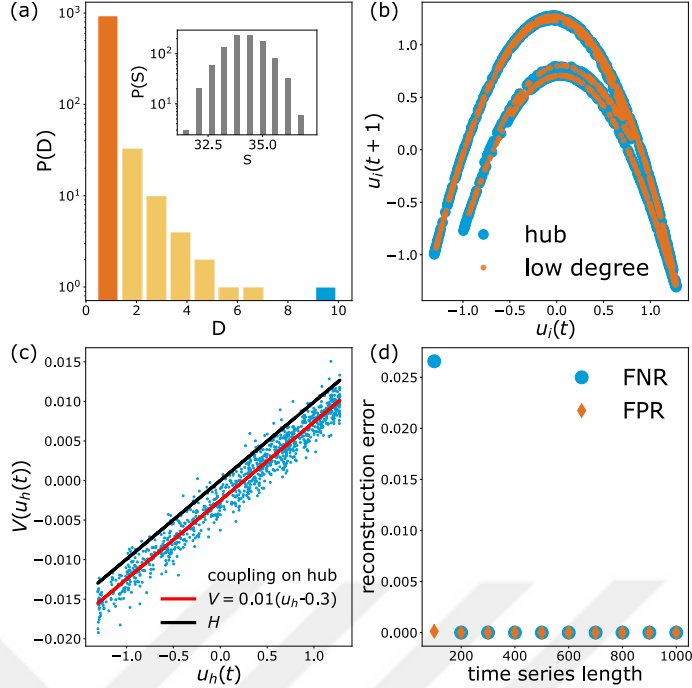 (a)
10³
10²
10¹
10⁰
P(D)
0
2
4
6
8
10
D
10²
10¹
P(S)
32.5
35.0
S
(b)
1.0
0.5
0.0
−0.5
−1.0
u_i(t + 1)
hub
low degree
−1.0
−0.5
0.0
0.5
1.0
u_i(t)
(c)
0.015
0.010
0.005
0.000
−0.005
−0.010
−0.015
−0.020
V(u_h(t))
coupling on hub
V = 0.01(u_h-0.3)
H
−1.0
−0.5
0.0
0.5
1.0
u_h(t)
(d)
0.025
0.020
0.015
0.010
0.005
0.000
reconstruction error
FNR
FPR
200
400
600
800
1000
time series length